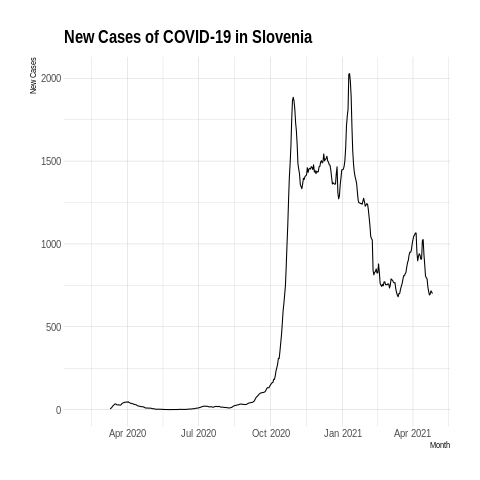 New Cases of COVID-19 in Slovenia
New Cases
2000
1500
1000
500
0
Apr 2020 Jul 2020 Oct 2020 Jan 2021 Apr 2021
Month